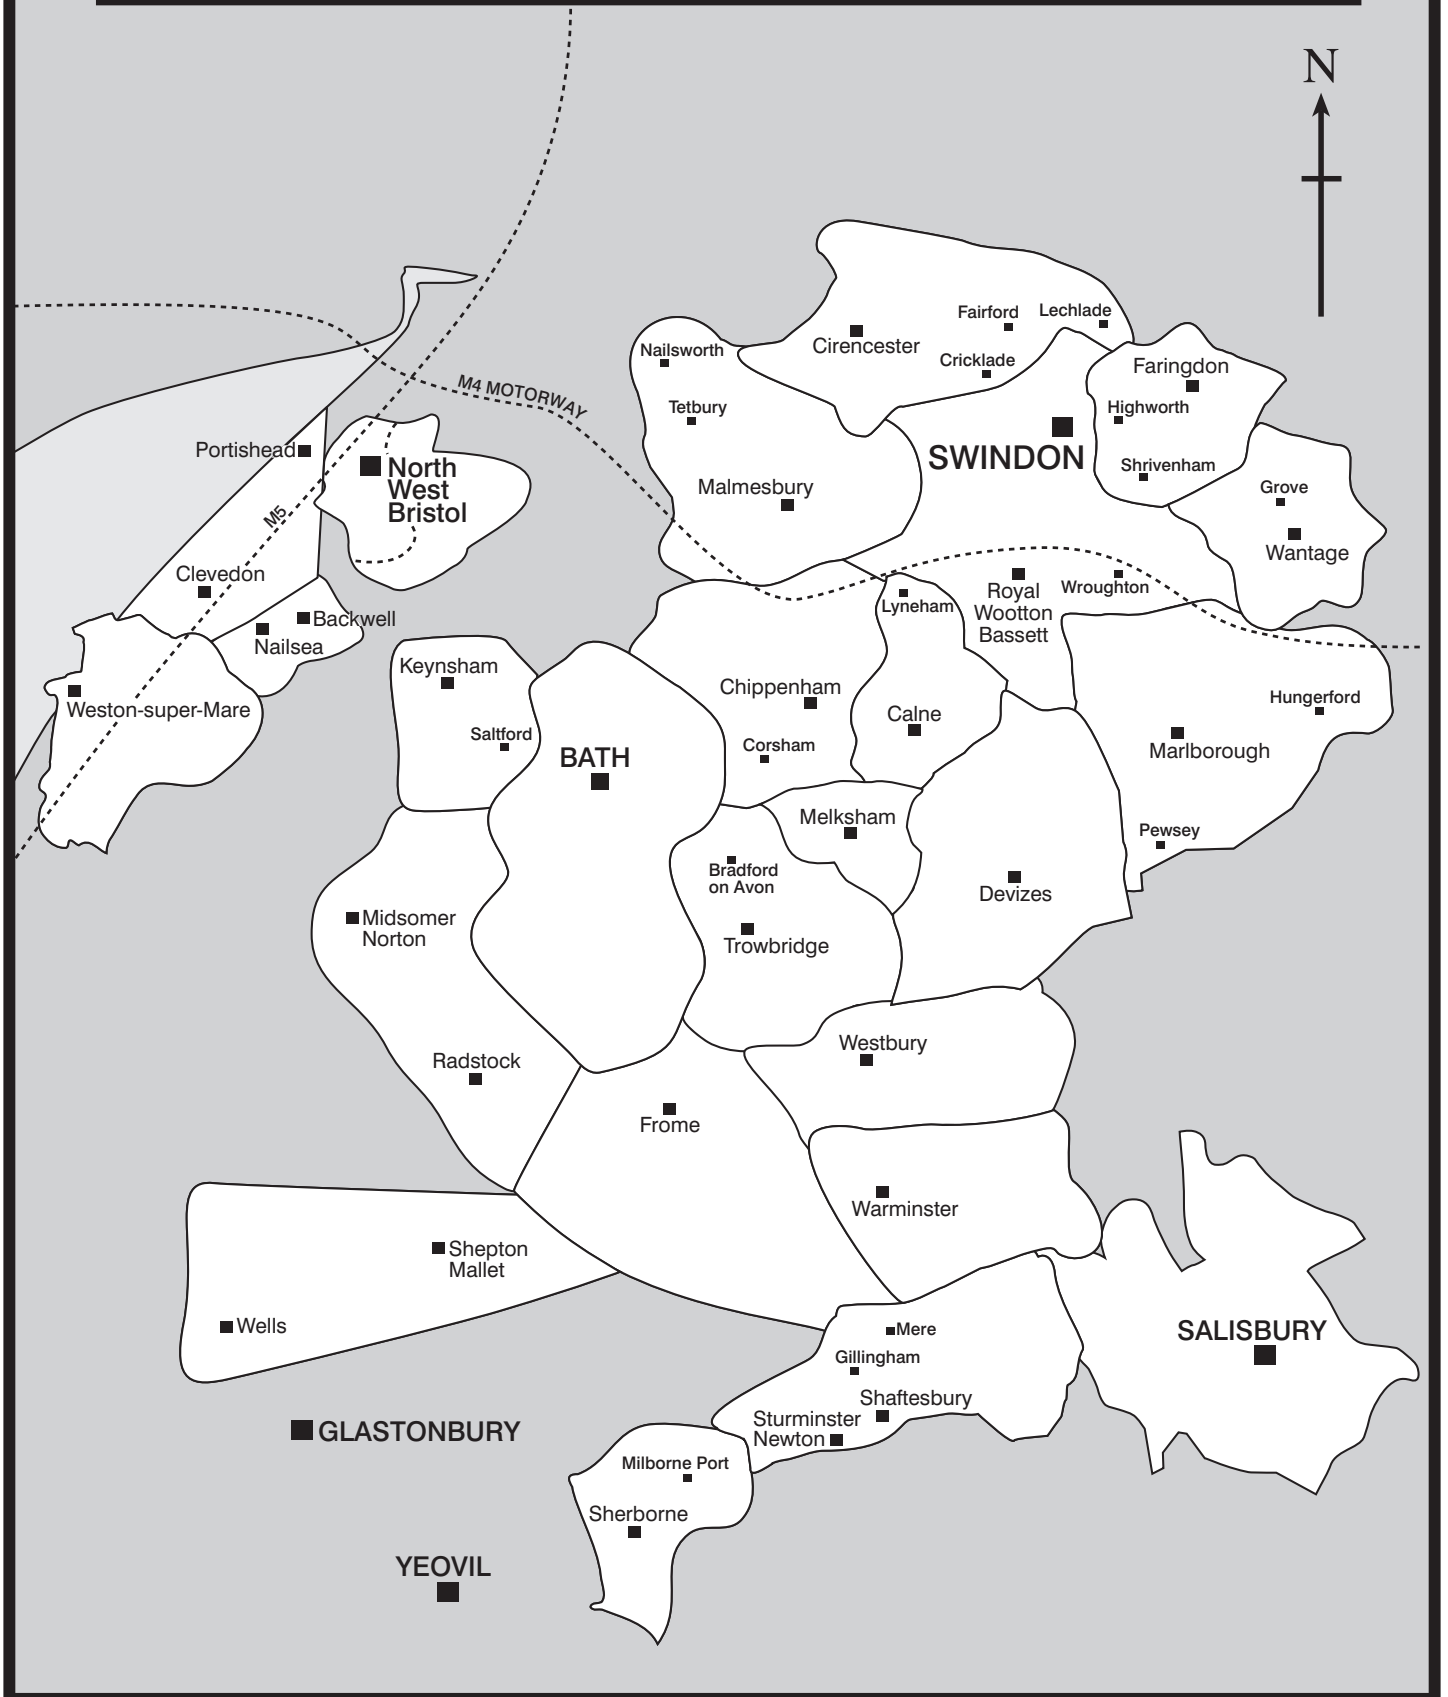 N
Fairford
Lechlade
Cirencester
Cricklade
Nailsworth
Tetbury
Malmesbury
Faringdon
Highworth
Shrivenham
SWINDON
Grove
Wantage
M4 MOTORWAY
Portishead
North
West
Bristol
M5
Clevedon
Backwell
Nailsea
Weston-super-Mare
Lyneham
Royal
Wootton
Bassett
Wroughton
Keynsham
Saltford
BATH
Chippenham
Corsham
Calne
Hungerford
Marlborough
Pewsey
Melksham
Bradford
on Avon
Trowbridge
Devizes
Midsomer
Norton
Radstock
Westbury
Frome
Warminster
Shepton
Mallet
Wells
Mere
Gillingham
Shaftesbury
Sturminster
Newton
SALISBURY
GLASTONBURY
Milborne Port
Sherborne
YEOVIL